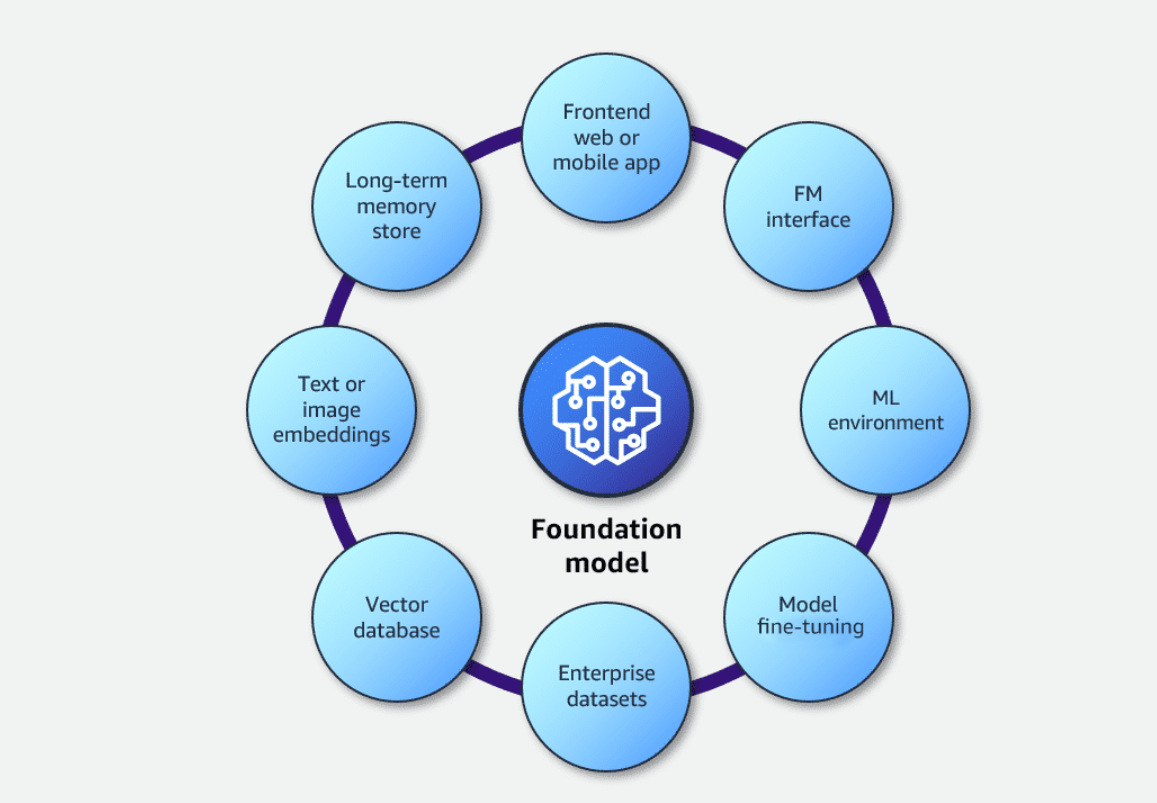 Frontend
web or
mobile app
FM
interface
ML
environment
Model
fine-tuning
Enterprise
datasets
Vector
database
Text or
image
embeddings
Long-term
memory
store
Foundation
model